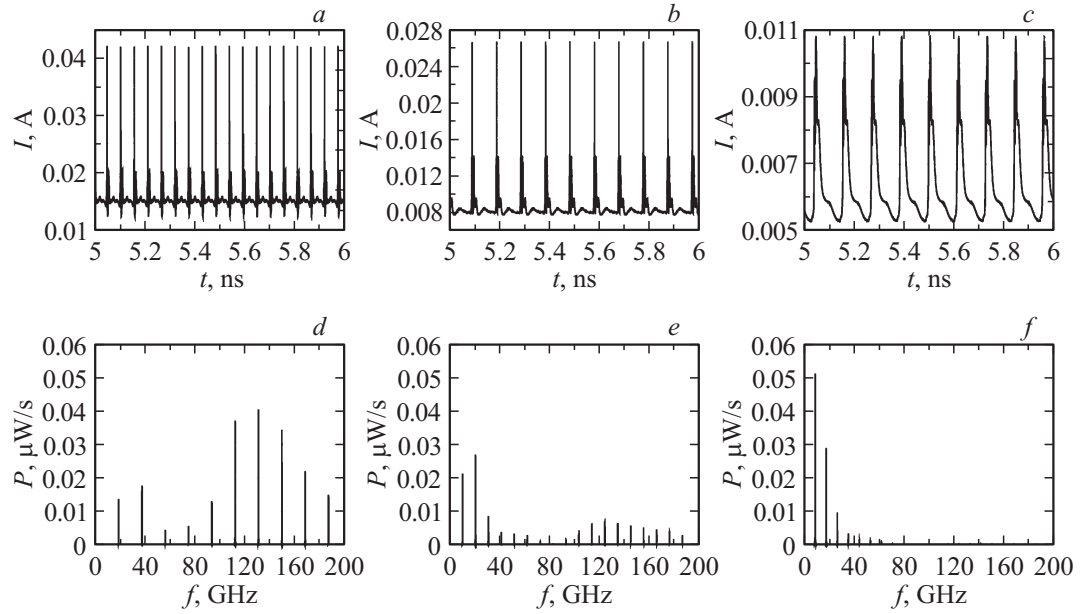 a
0.04
0.03
0.02
0.01
I, A
5 5.2 5.4 5.6 5.8 6
t, ns
b
0.028
0.024
0.020
0.016
0.012
0.008
I, A
5 5.2 5.4 5.6 5.8 6
t, ns
c
0.011
0.009
0.007
0.005
I, A
5 5.2 5.4 5.6 5.8 6
t, ns
d
0.06
0.05
0.04
0.03
0.02
0.01
0
P, μW/s
0 40 80 120 160 200
f, GHz
e
0.06
0.05
0.04
0.03
0.02
0.01
0
P, μW/s
0 40 80 120 160 200
f, GHz
f
0.06
0.05
0.04
0.03
0.02
0.01
0
P, μW/s
0 40 80 120 160 200
f, GHz